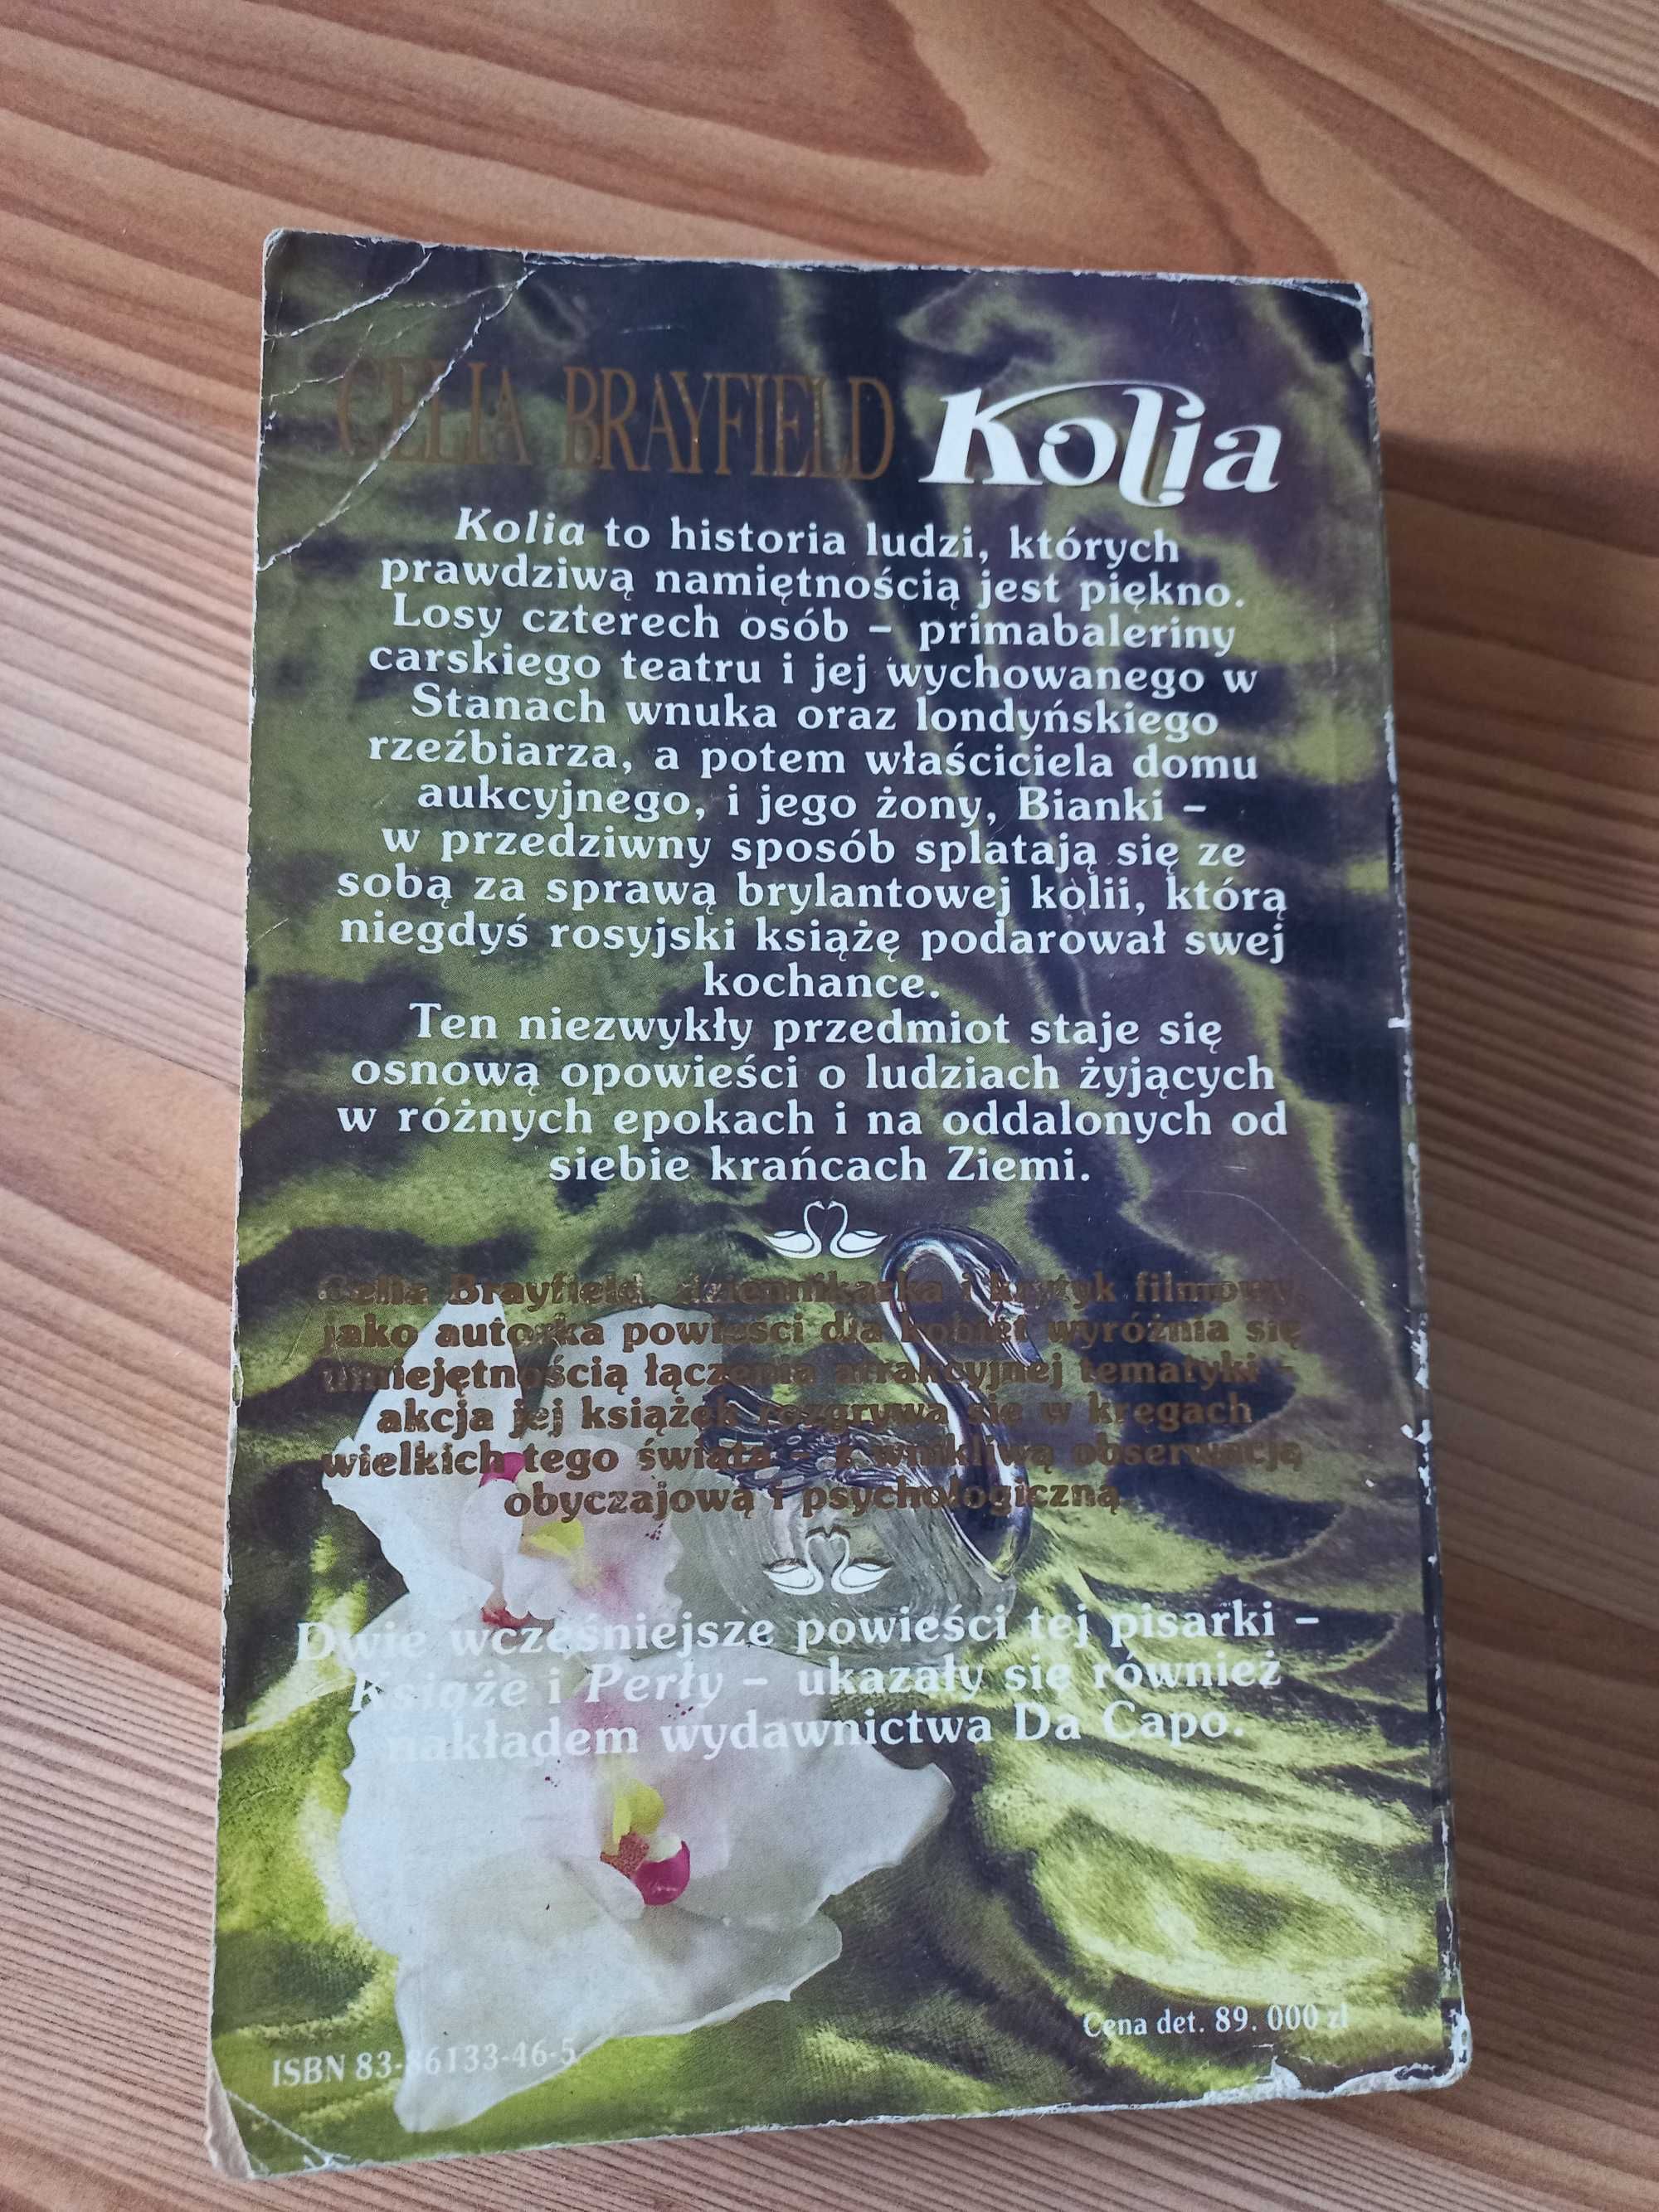 CELIA BRAYFIELD Kolia
Kolia to historia ludzi, których
prawdziwą namiętnością jest piękno.
Losy czterech osób – primabaleriny
carskiego teatru i jej wychowanego w
Stanach wnuka oraz londyńskiego
rzeźbiarza, a potem właściciela domu
aukcyjnego, i jego żony, Bianki –
w przedziwny sposób splatają się ze
sobą za sprawą brylantowej kolii, którą
niegdyś rosyjski książę podarował swej
kochance.
Ten niezwykły przedmiot staje się
osnową opowieści o ludziach żyjących
w różnych epokach i na oddalonych od
siebie krańcach Ziemi.
Celia Brayfield, dziennikarka i krytyk filmowy,
jako autorka powieści dla kobiet wyróżnia się
umiejętnością łączenia atrakcyjnej tematyki –
akcja jej książek rozgrywa się w kręgach
wielkich tego świata – z wnikliwą obserwacją
obyczajową i psychologiczną
Dwie wcześniejsze powieści tej pisarki –
Książe i Perły – ukazały się również
nakładem wydawnictwa Da Capo.
Cena det. 89. 000 zł
ISBN 83-86133-46-5